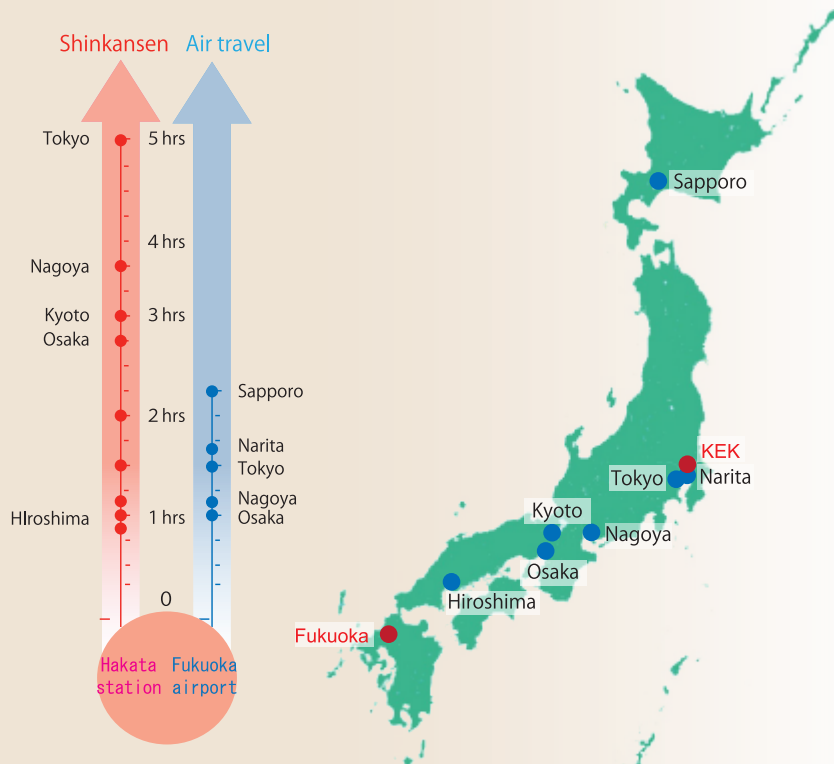 Shinkansen Air travel
Tokyo 5 hrs
4 hrs
Nagoya
Kyoto 3 hrs
Osaka
Sapporo
2 hrs
Narita
Tokyo
Nagoya
HIroshima 1 hrs Osaka
0
Hakata station
Fukuoka airport
Sapporo
KEK
Tokyo Narita
Kyoto
Nagoya
Osaka
Hiroshima
Fukuoka